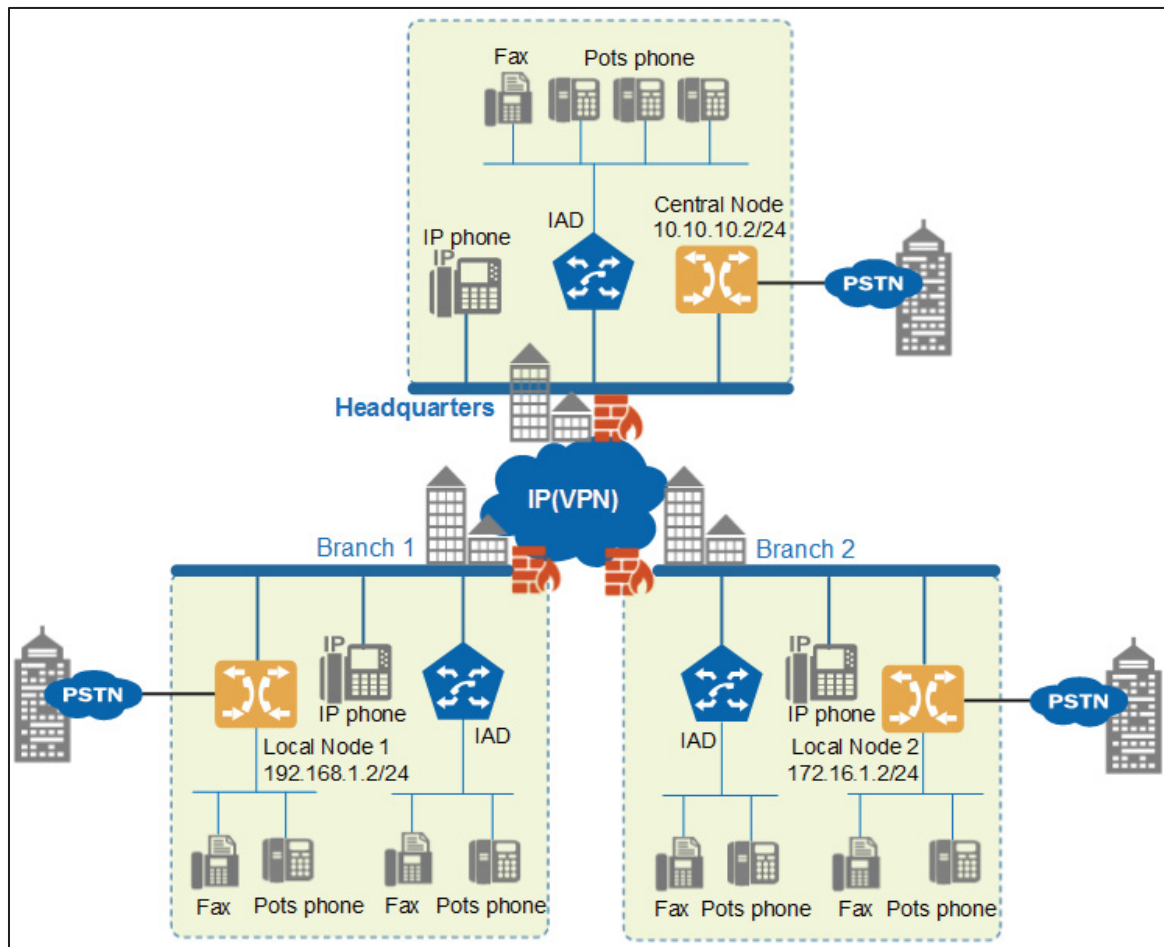 Fax
Pots phone
IAD
Central Node
10.10.10.2/24
IP phone
IP
PSTN
Headquarters
IP(VPN)
Branch 1
Branch 2
IP
IP
PSTN
IP phone
IAD
Local Node 1
192.168.1.2/24
IAD
IP phone
Local Node 2
172.16.1.2/24
PSTN
Fax
Pots phone
Fax
Pots phone
Fax
Pots phone
Fax
Pots phone